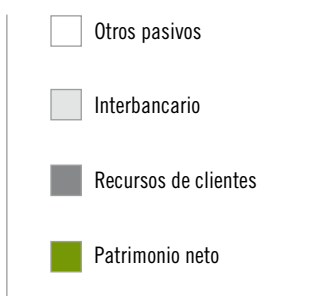 Otros pasivos
Interbancario
Recursos de clientes
Patrimonio neto